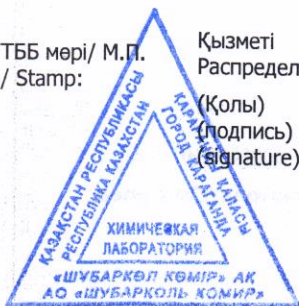 ТББ мөрі/ М.П.
/ Stamp:
Қызметі
Распредел
(Қолы)
(подпись)
(signature)
ҚАЗАҚСТАН РЕСПУБЛИКАСЫ
РЕСПУБЛИКА КАЗАХСТАН
ҚАРАҒАНДЫ ҚАЛАСЫ
ГОРОД КАРАГАНДА
ХИМИЧЕСКАЯ
ЛАБОРАТОРИЯ
«ШУБАРКӨЛ КӨМІР» АҚ
АО «ШУБАРКОЛЬ КОМИР»